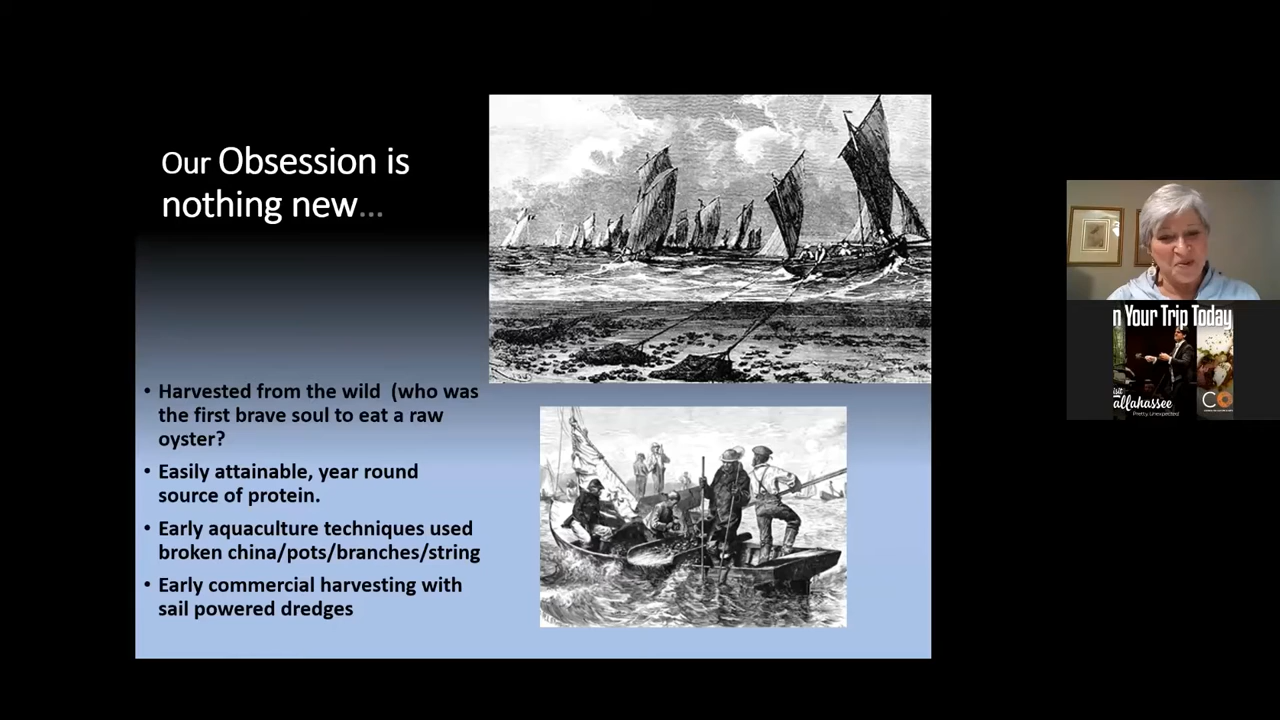 Our Obsession is
nothing new...
• Harvested from the wild (who was
the first brave soul to eat a raw
oyster?
• Easily attainable, year round
source of protein.
• Early aquaculture techniques used
broken china/pots/branches/string
• Early commercial harvesting with
sail powered dredges
n Your Trip Today
allahassee
Pretty Unexpected
CO